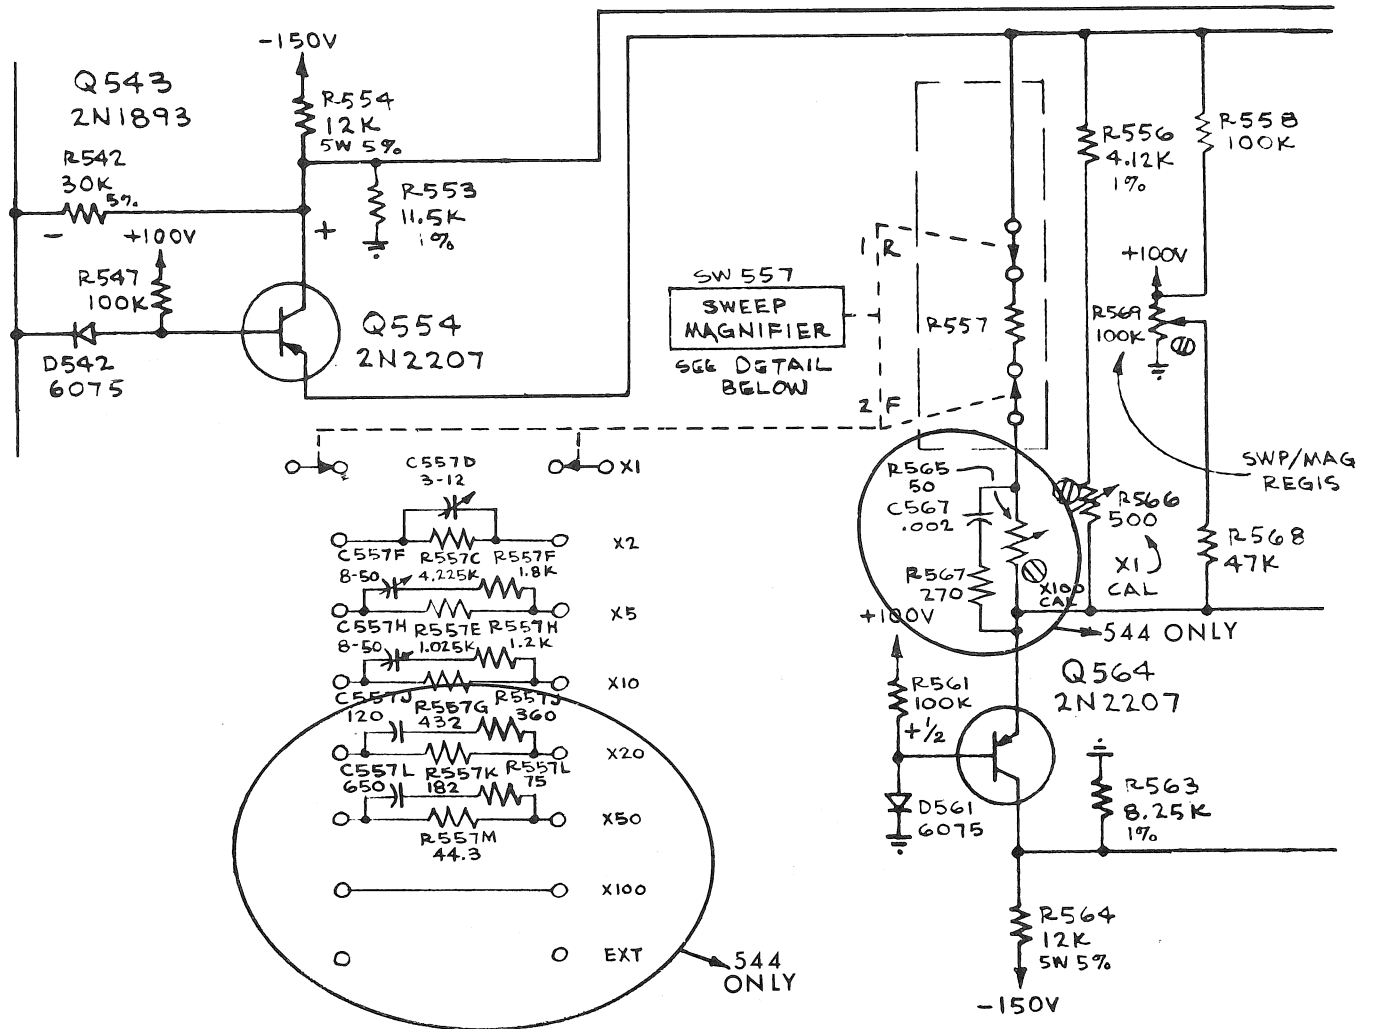 -150V
Q543
2N1893
R554
12K
5W 5%
R542
30K
5%
-
R553
11.5K
1%
+
+100V
R547
100K
D542
6075
Q554
2N2207
SW 557
SWEEP
MAGNIFIER
SEE DETAIL
BELOW
1 R
2 F
R557
R556
4.12K
1%
R558
100K
+100V
R569
100K
SWP/MAG
REGIS
R565
50
C567
.002
R567
270
R566
500
X1
CAL
X100
CAL
R568
47K
544 ONLY
X1
C557D
3-12
R557C
4.225K
X2
C557F
8-50
R557F
1.8K
R557E
1.025K
X5
C557H
8-50
R557H
1.2K
R557G
432
X10
C557J
120
R557J
360
R557K
182
X20
C557L
650
R557L
75
R557M
44.3
X50
X100
EXT
544
ONLY
+100V
R561
100K
+1/2
D561
6075
Q564
2N2207
R563
8.25K
1%
R564
12K
5W 5%
-150V